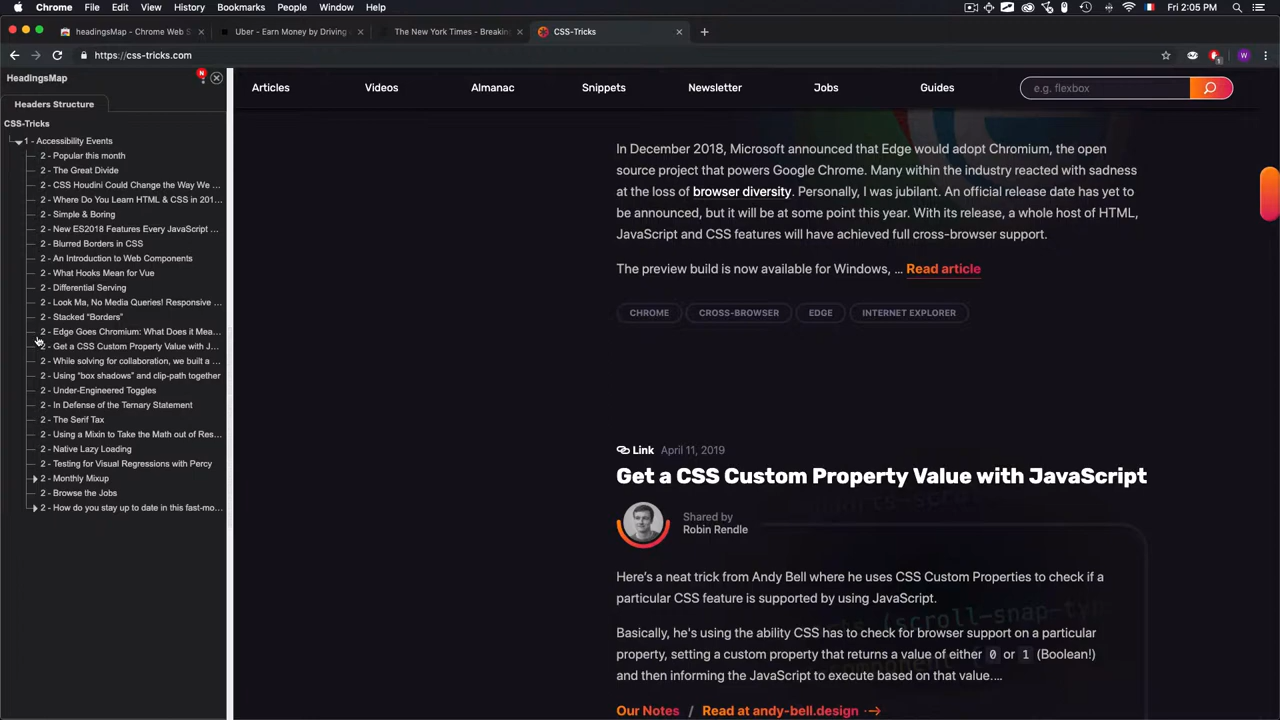 Chrome File Edit View History Bookmarks People Window Help Fri 2:05 PM
headingsMap - Chrome Web S Uber - Earn Money by Driving The New York Times - Breakin CSS-Tricks
https://css-tricks.com W
HeadingsMap
Headers Structure
CSS-Tricks
1 - Accessibility Events
2 - Popular this month
2 - The Great Divide
2 - CSS Houdini Could Change the Way We ...
2 - Where Do You Learn HTML & CSS in 201...
2 - Simple & Boring
2 - New ES2018 Features Every JavaScript ...
2 - Blurred Borders in CSS
2 - An Introduction to Web Components
2 - What Hooks Mean for Vue
2 - Differential Serving
2 - Look Ma, No Media Queries! Responsive ...
2 - Stacked "Borders"
2 - Edge Goes Chromium: What Does it Mea...
2 - Get a CSS Custom Property Value with J...
2 - While solving for collaboration, we built a ...
2 - Using "box shadows" and clip-path together
2 - Under-Engineered Toggles
2 - In Defense of the Ternary Statement
2 - The Serif Tax
2 - Using a Mixin to Take the Math out of Res...
2 - Native Lazy Loading
2 - Testing for Visual Regressions with Percy
2 - Monthly Mixup
2 - Browse the Jobs
2 - How do you stay up to date in this fast-mo...
Articles Videos Almanac Snippets Newsletter Jobs Guides e.g. flexbox
In December 2018, Microsoft announced that Edge would adopt Chromium, the open
source project that powers Google Chrome. Many within the industry reacted with sadness
at the loss of browser diversity. Personally, I was jubilant. An official release date has yet to
be announced, but it will be at some point this year. With its release, a whole host of HTML,
JavaScript and CSS features will have achieved full cross-browser support.
The preview build is now available for Windows, ... Read article
CHROME CROSS-BROWSER EDGE INTERNET EXPLORER
Link April 11, 2019
Get a CSS Custom Property Value with JavaScript
Shared by
Robin Rendle
Here's a neat trick from Andy Bell where he uses CSS Custom Properties to check if a
particular CSS feature is supported by using JavaScript.
Basically, he's using the ability CSS has to check for browser support on a particular
property, setting a custom property that returns a value of either 0 or 1 (Boolean!)
and then informing the JavaScript to execute based on that value....
Our Notes / Read at andy-bell.design